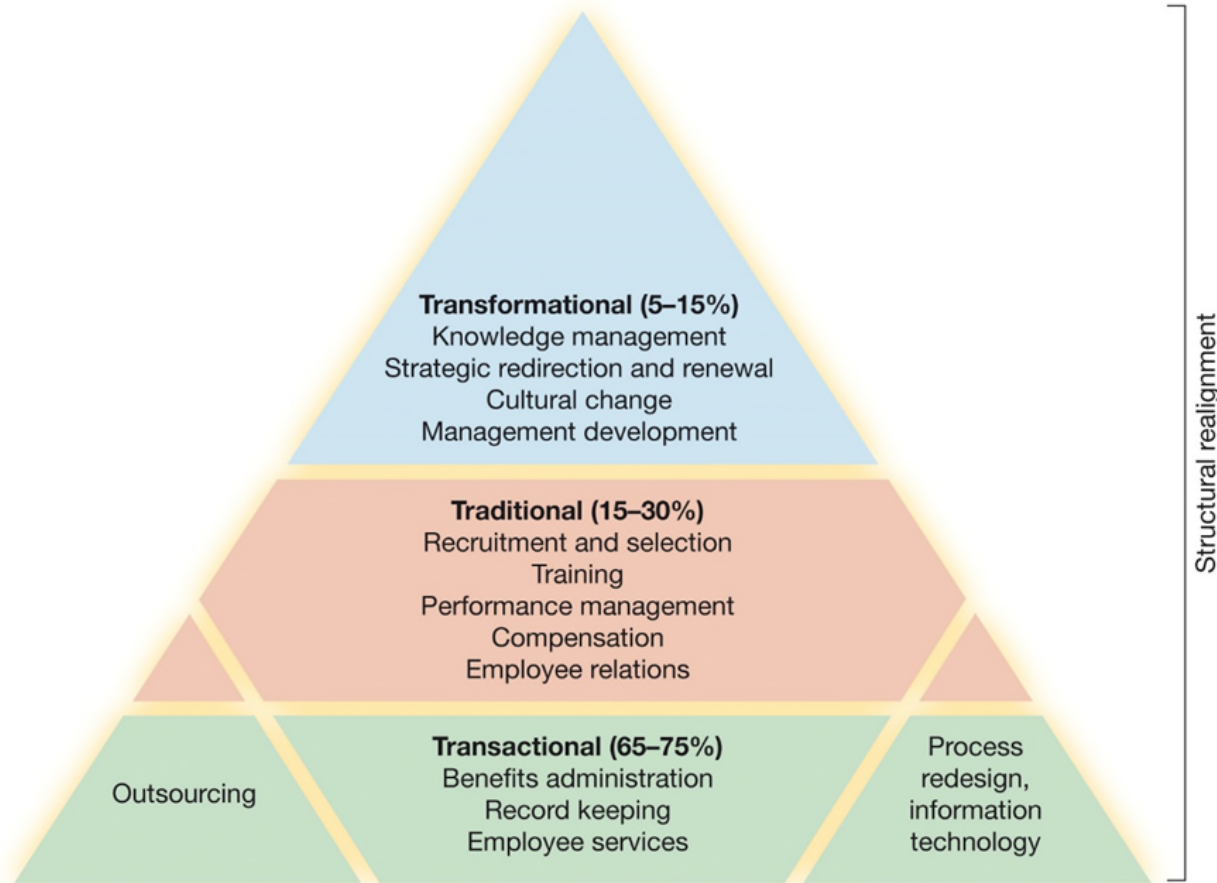 Transformational (5–15%)
Knowledge management
Strategic redirection and renewal
Cultural change
Management development
Traditional (15–30%)
Recruitment and selection
Training
Performance management
Compensation
Employee relations
Outsourcing
Transactional (65–75%)
Benefits administration
Record keeping
Employee services
Process
redesign,
information
technology
Structural realignment